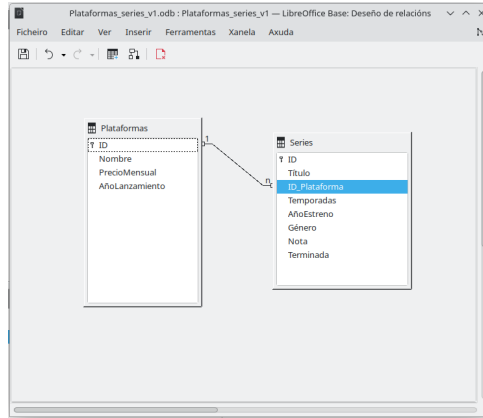 Plataformas_series_v1.odb : Plataformas_series_v1 — LibreOffice Base: Deseño de relacións
Ficheiro Editar Ver Inserir Ferramentas Xanela Axuda
Plataformas
ID
Nombre
PrecioMensual
AñoLanzamiento
1
n
Series
ID
Título
ID_Plataforma
Temporadas
AñoEstreno
Género
Nota
Terminada